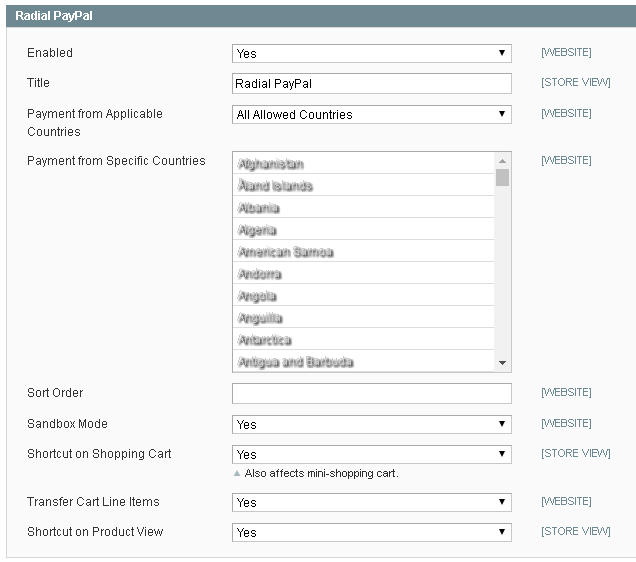 Radial PayPal
Enabled Yes [WEBSITE]
Title Radial PayPal [STORE VIEW]
Payment from Applicable Countries All Allowed Countries [WEBSITE]
Payment from Specific Countries [WEBSITE]
Afghanistan
Åland Islands
Albania
Algeria
American Samoa
Andorra
Angola
Anguilla
Antarctica
Antigua and Barbuda
Sort Order [WEBSITE]
Sandbox Mode Yes [WEBSITE]
Shortcut on Shopping Cart Yes [STORE VIEW]
Also affects mini-shopping cart.
Transfer Cart Line Items Yes [WEBSITE]
Shortcut on Product View Yes [STORE VIEW]